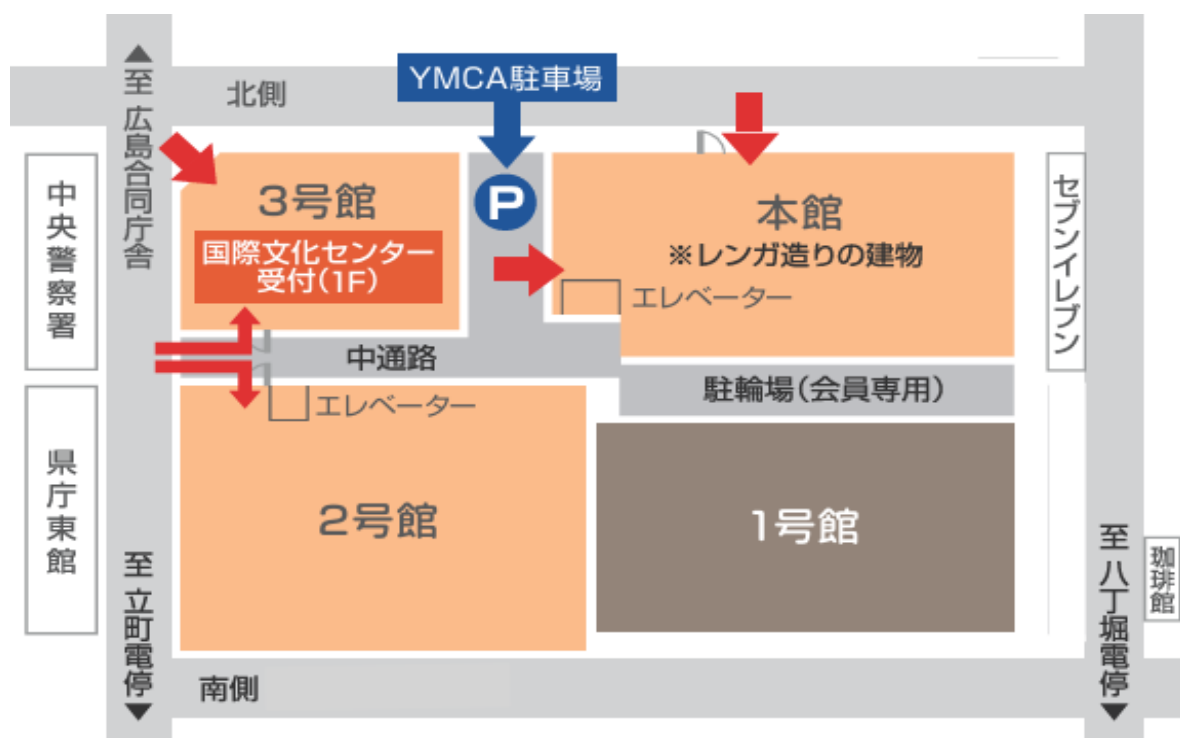 ▲至 広島合同庁舎
北側
YMCA駐車場
P
中央警察署
3号館
国際文化センター
受付(1F)
本館
※レンガ造りの建物
エレベーター
セブンイレブン
中通路
駐輪場(会員専用)
エレベーター
県庁東館
2号館
1号館
至 立町電停▼
至 八丁堀電停▼
珈琲館
南側